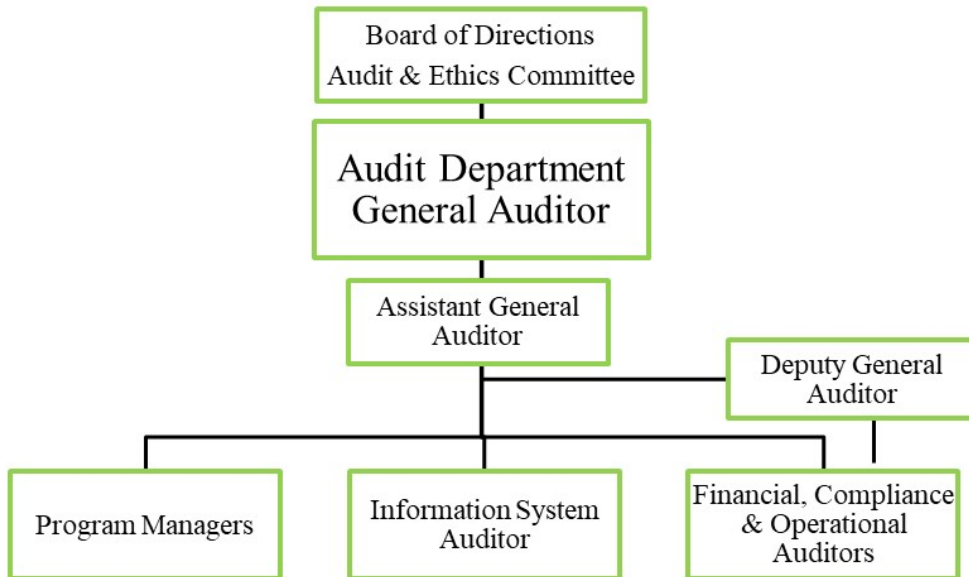 Board of Directions
Audit & Ethics Committee
Audit Department
General Auditor
Assistant General
Auditor
Deputy General
Auditor
Program Managers
Information System
Auditor
Financial, Compliance
& Operational
Auditors